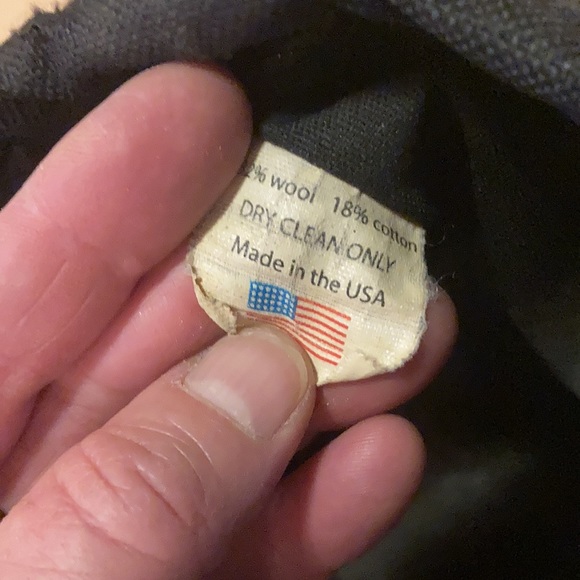 2% wool 18% cotton
DRY CLEAN ONLY
Made in the USA